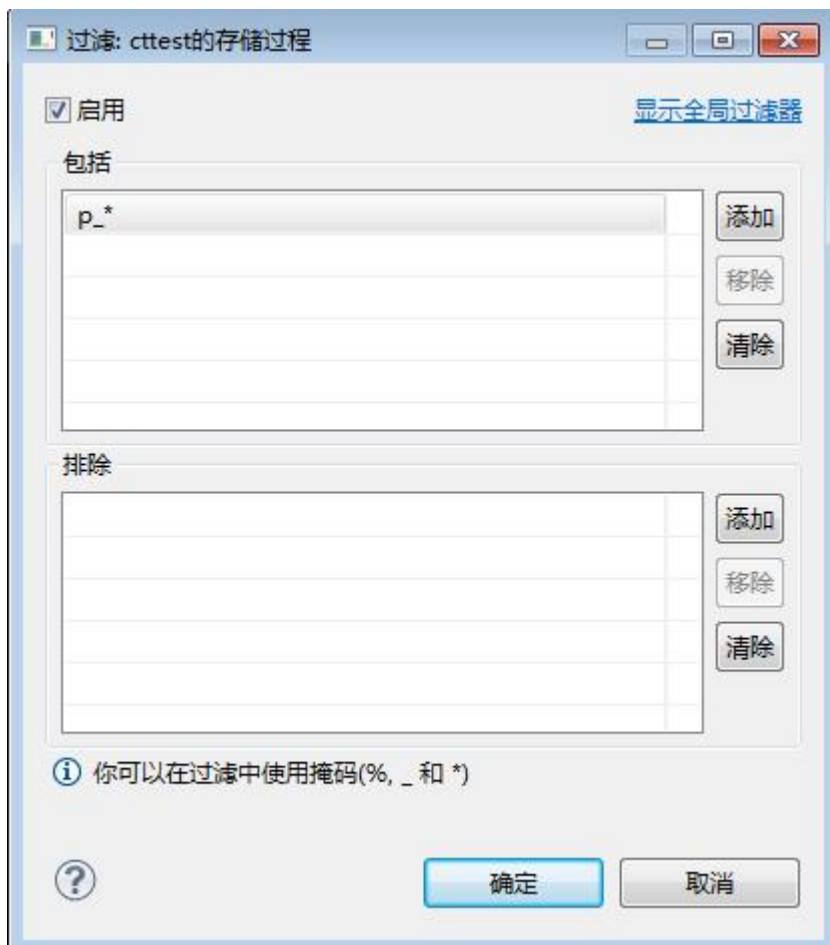 过滤: cttest的存储过程
启用
显示全局过滤器
包括
p_*
添加
移除
清除
排除
添加
移除
清除
你可以在过滤中使用掩码(%, _ 和 *)
确定
取消